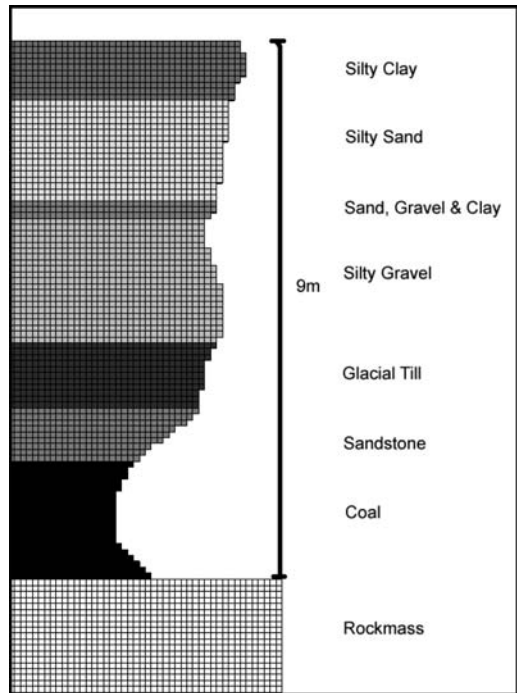 Silty Clay
Silty Sand
Sand, Gravel & Clay
Silty Gravel
9m
Glacial Till
Sandstone
Coal
Rockmass